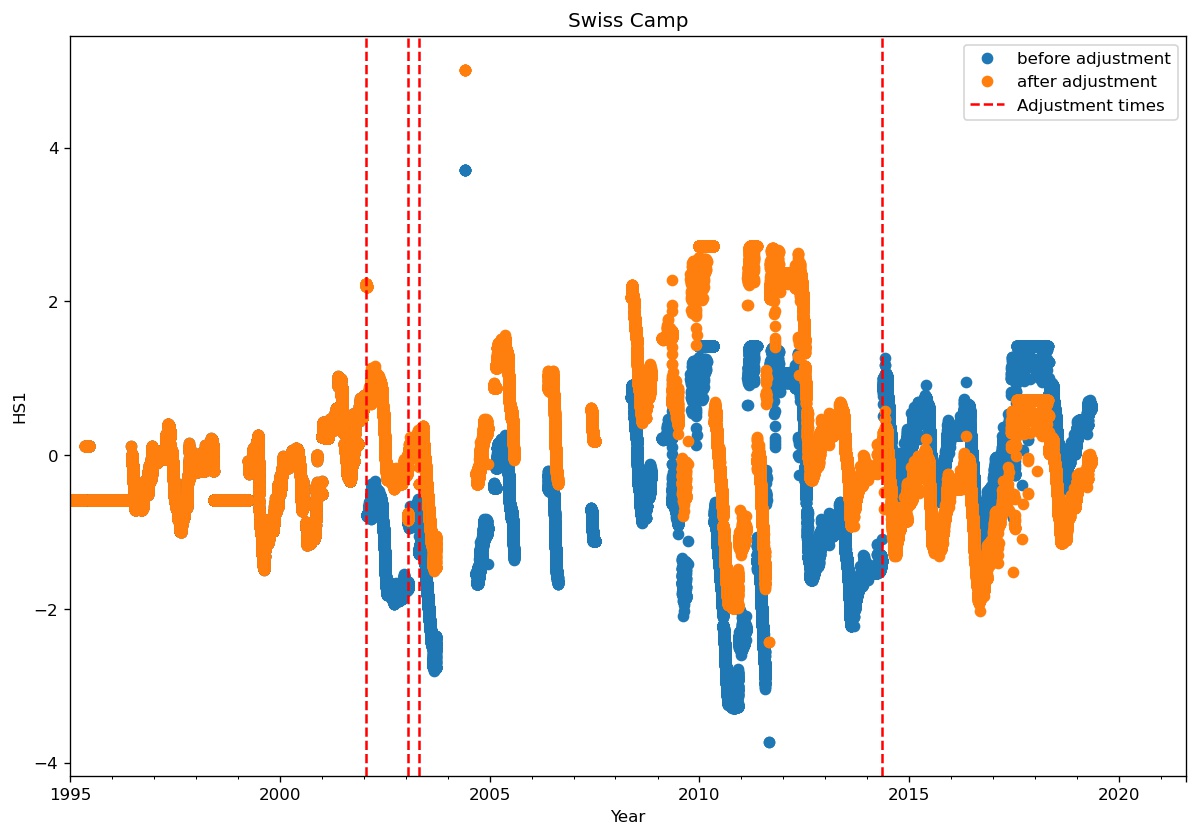 Swiss Camp
before adjustment
after adjustment
Adjustment times
HS1
4
2
0
−2
−4
1995
2000
2005
2010
2015
2020
Year